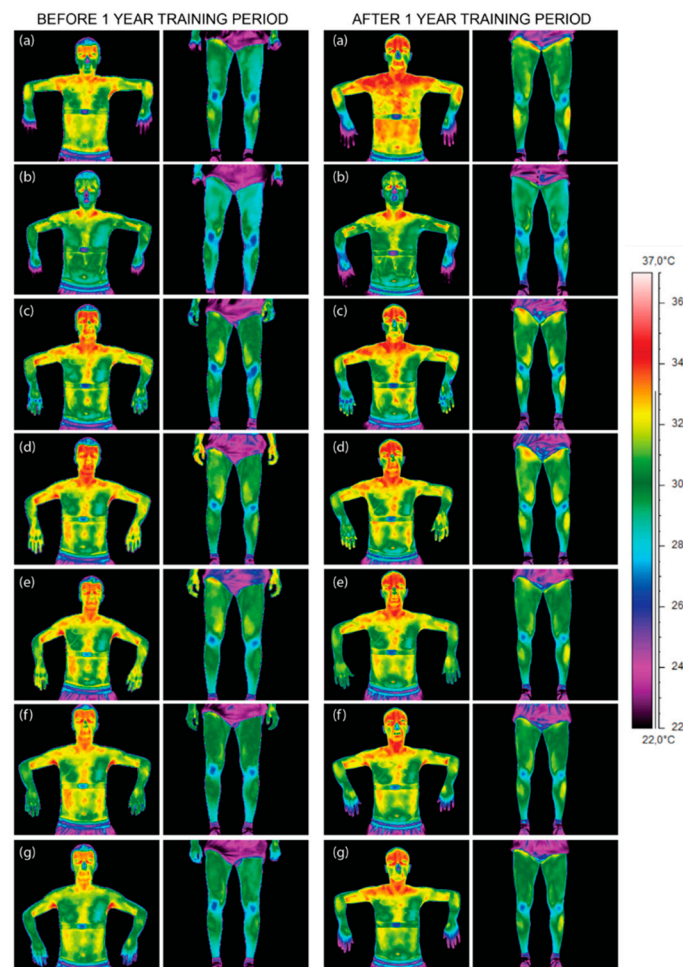 BEFORE 1 YEAR TRAINING PERIOD
AFTER 1 YEAR TRAINING PERIOD
(a)
(a)
(b)
(b)
(c)
(c)
(d)
(d)
(e)
(e)
(f)
(f)
(g)
(g)
37,0°C
36
34
32
30
28
26
24
22
22,0°C